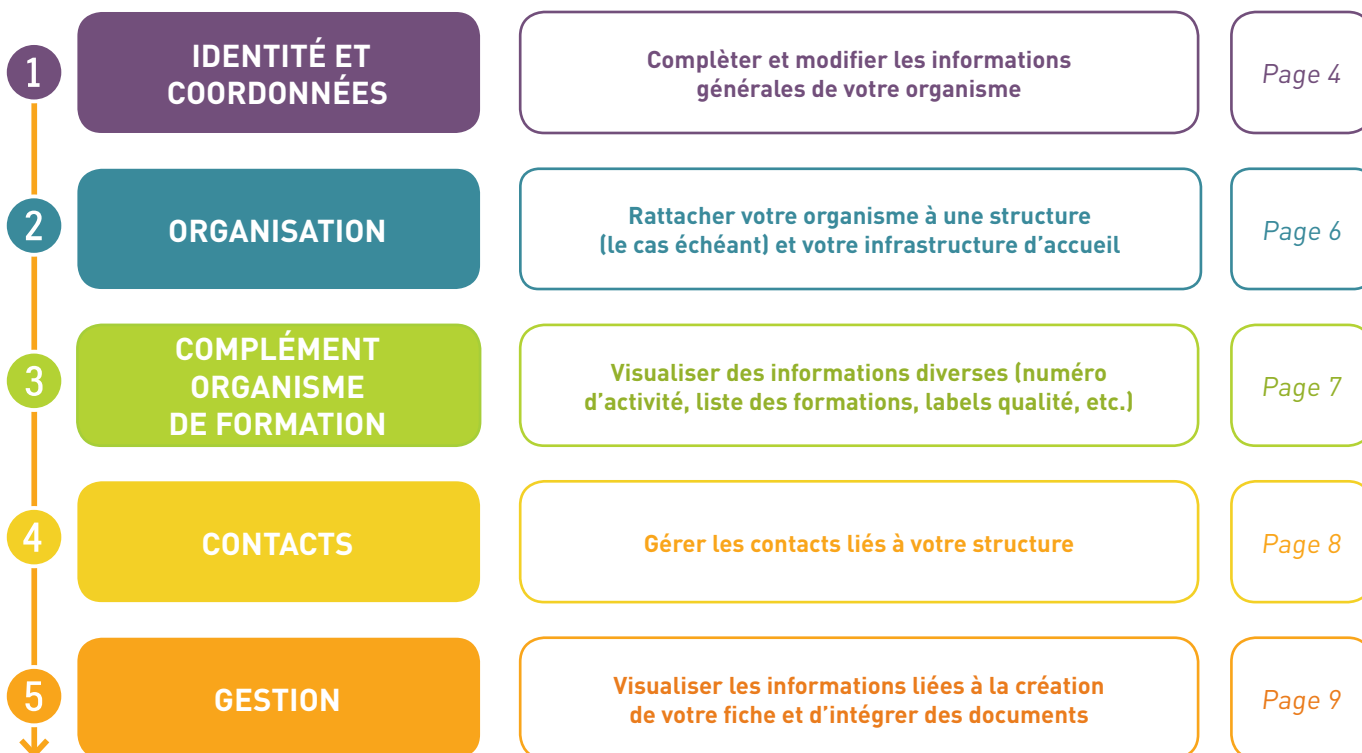 1
IDENTITÉ ET
COORDONNÉES
Complèter et modifier les informations
générales de votre organisme
Page 4
2
ORGANISATION
Rattacher votre organisme à une structure
(le cas échéant) et votre infrastructure d’accueil
Page 6
3
COMPLÉMENT
ORGANISME
DE FORMATION
Visualiser des informations diverses (numéro
d’activité, liste des formations, labels qualité, etc.)
Page 7
4
CONTACTS
Gérer les contacts liés à votre structure
Page 8
5
GESTION
Visualiser les informations liées à la création
de votre fiche et d’intégrer des documents
Page 9